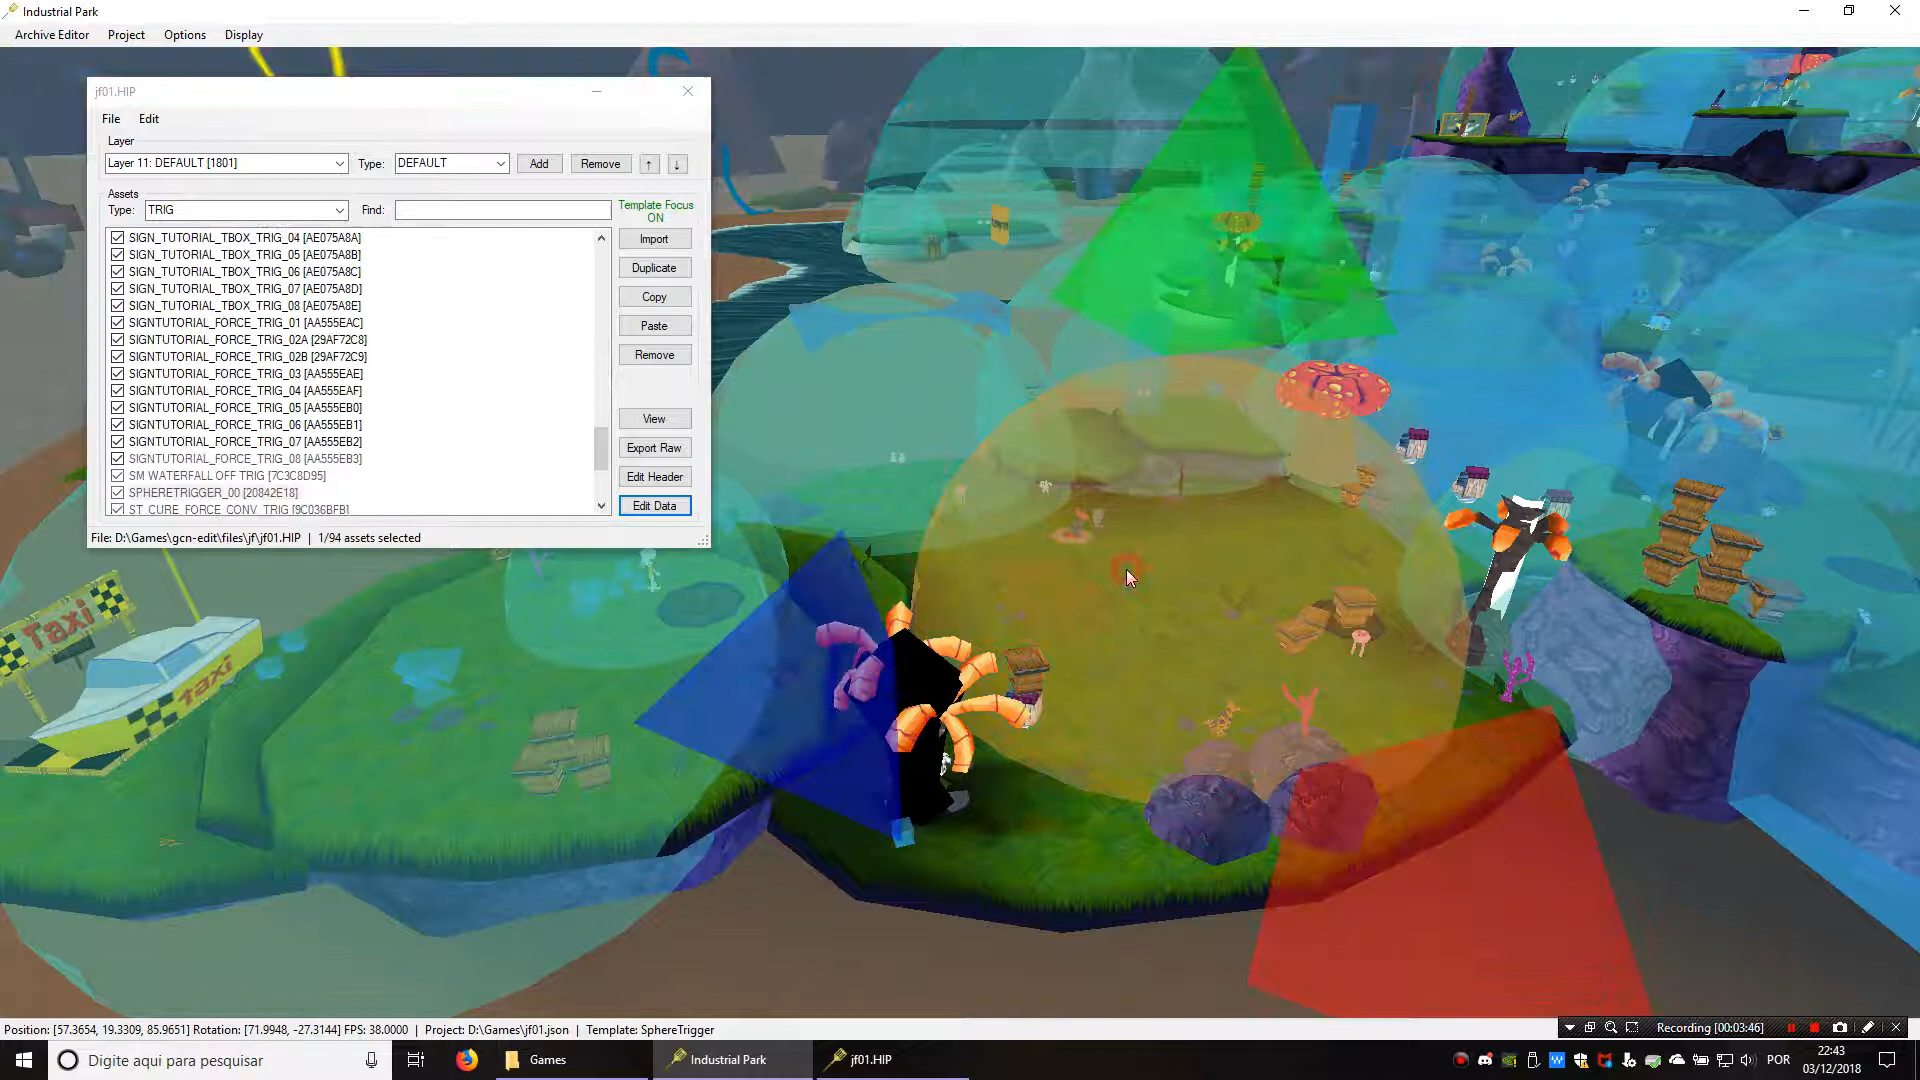 Industrial Park
Archive Editor Project Options Display
jf01.HIP
File Edit
Layer
Layer 11: DEFAULT [1801] Type: DEFAULT Add Remove ↑ ↓
Assets
Type: TRIG Find: Template Focus ON
SIGN_TUTORIAL_TBOX_TRIG_04 [AE075A8A]
SIGN_TUTORIAL_TBOX_TRIG_05 [AE075A8B]
SIGN_TUTORIAL_TBOX_TRIG_06 [AE075A8C]
SIGN_TUTORIAL_TBOX_TRIG_07 [AE075A8D]
SIGN_TUTORIAL_TBOX_TRIG_08 [AE075A8E]
SIGNTUTORIAL_FORCE_TRIG_01 [AA555EAC]
SIGNTUTORIAL_FORCE_TRIG_02A [29AF72C8]
SIGNTUTORIAL_FORCE_TRIG_02B [29AF72C9]
SIGNTUTORIAL_FORCE_TRIG_03 [AA555EAE]
SIGNTUTORIAL_FORCE_TRIG_04 [AA555EAF]
SIGNTUTORIAL_FORCE_TRIG_05 [AA555EB0]
SIGNTUTORIAL_FORCE_TRIG_06 [AA555EB1]
SIGNTUTORIAL_FORCE_TRIG_07 [AA555EB2]
SIGNTUTORIAL_FORCE_TRIG_08 [AA555EB3]
SM WATERFALL OFF TRIG [7C3C8D95]
SPHERETRIGGER_00 [20842E18]
ST_CURE_FORCE_CONV_TRIG [9C036BFB]
Import
Duplicate
Copy
Paste
Remove
View
Export Raw
Edit Header
Edit Data
File: D:\Games\gcn-edit\files\jf\jf01.HIP | 1/94 assets selected
Taxi
taxi
Position: [57.3654, 19.3309, 85.9651] Rotation: [71.9948, -27.3144] FPS: 38.0000 | Project: D:\Games\jf01.json | Template: SphereTrigger
Recording [00:03:46]
Digite aqui para pesquisar
Games
Industrial Park
jf01.HIP
POR
22:43
03/12/2018